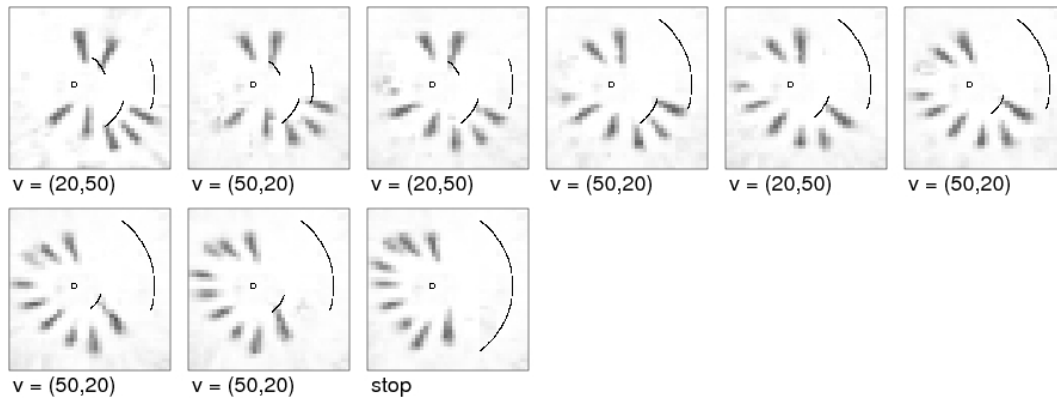 v = (20,50)
v = (50,20)
v = (20,50)
v = (50,20)
v = (20,50)
v = (50,20)
v = (50,20)
v = (50,20)
stop